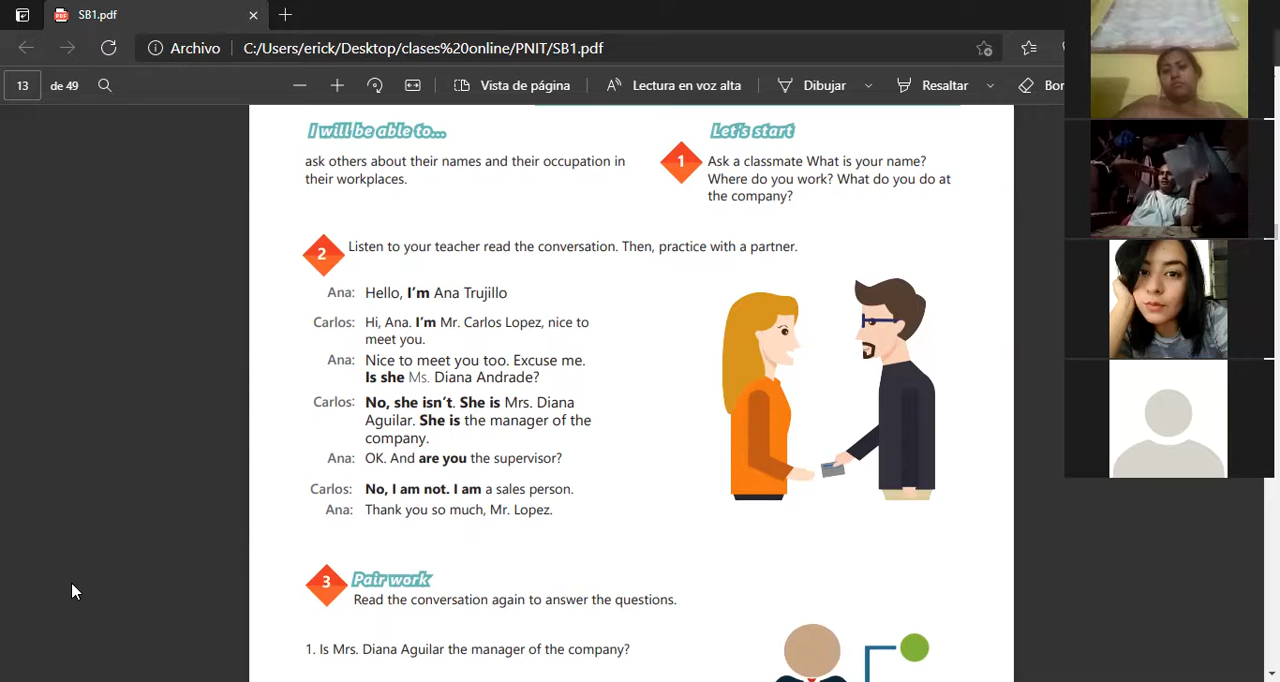 SB1.pdf
Archivo C:/Users/erick/Desktop/clases%20online/PNIT/SB1.pdf
13 de 49 Vista de página Lectura en voz alta Dibujar Resaltar
I will be able to...
ask others about their names and their occupation in
their workplaces.
Let's start
1 Ask a classmate What is your name?
Where do you work? What do you do at
the company?
2 Listen to your teacher read the conversation. Then, practice with a partner.
Ana: Hello, I'm Ana Trujillo
Carlos: Hi, Ana. I'm Mr. Carlos Lopez, nice to
meet you.
Ana: Nice to meet you too. Excuse me.
Is she Ms. Diana Andrade?
Carlos: No, she isn't. She is Mrs. Diana
Aguilar. She is the manager of the
company.
Ana: OK. And are you the supervisor?
Carlos: No, I am not. I am a sales person.
Ana: Thank you so much, Mr. Lopez.
3 Pair work
Read the conversation again to answer the questions.
1. Is Mrs. Diana Aguilar the manager of the company?